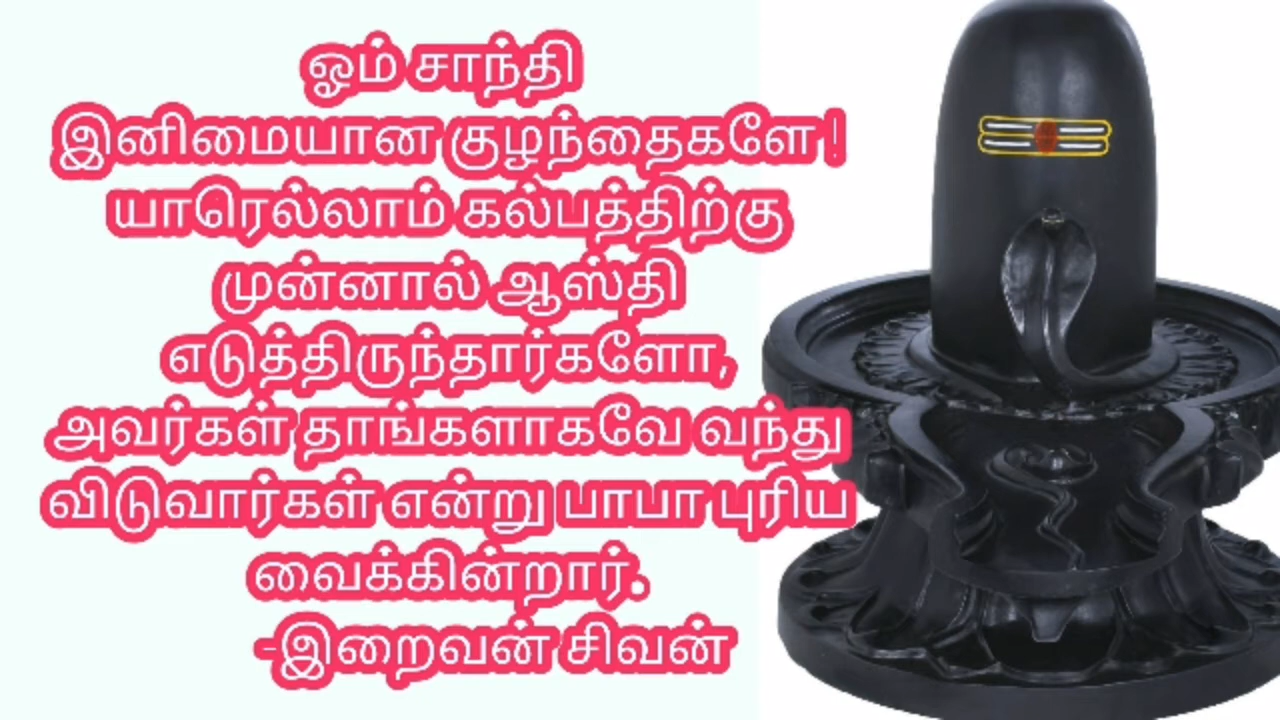 ஓம் சாந்தி
இனிமையான குழந்தைகளே!
யாரெல்லாம் கல்பத்திற்கு
முன்னால் ஆஸ்தி
எடுத்திருந்தார்களோ,
அவர்கள் தாங்களாகவே வந்து
விடுவார்கள் என்று பாபா புரிய
வைக்கின்றார்.
-இறைவன் சிவன்